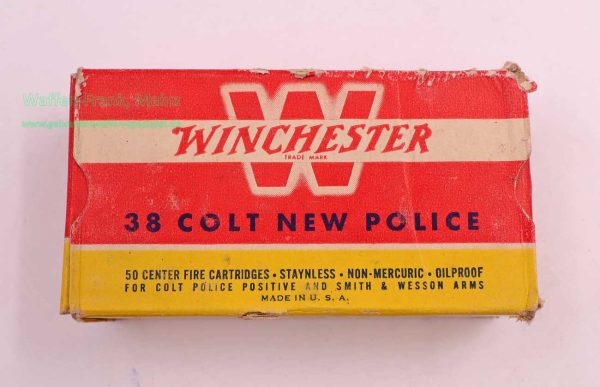 Waffen Frank, Mainz
W
WINCHESTER
TRADE MARK
38 COLT NEW POLICE
50 CENTER FIRE CARTRIDGES • STAYNLESS • NON-MERCURIC • OILPROOF
FOR COLT POLICE POSITIVE AND SMITH & WESSON ARMS
MADE IN U. S. A.